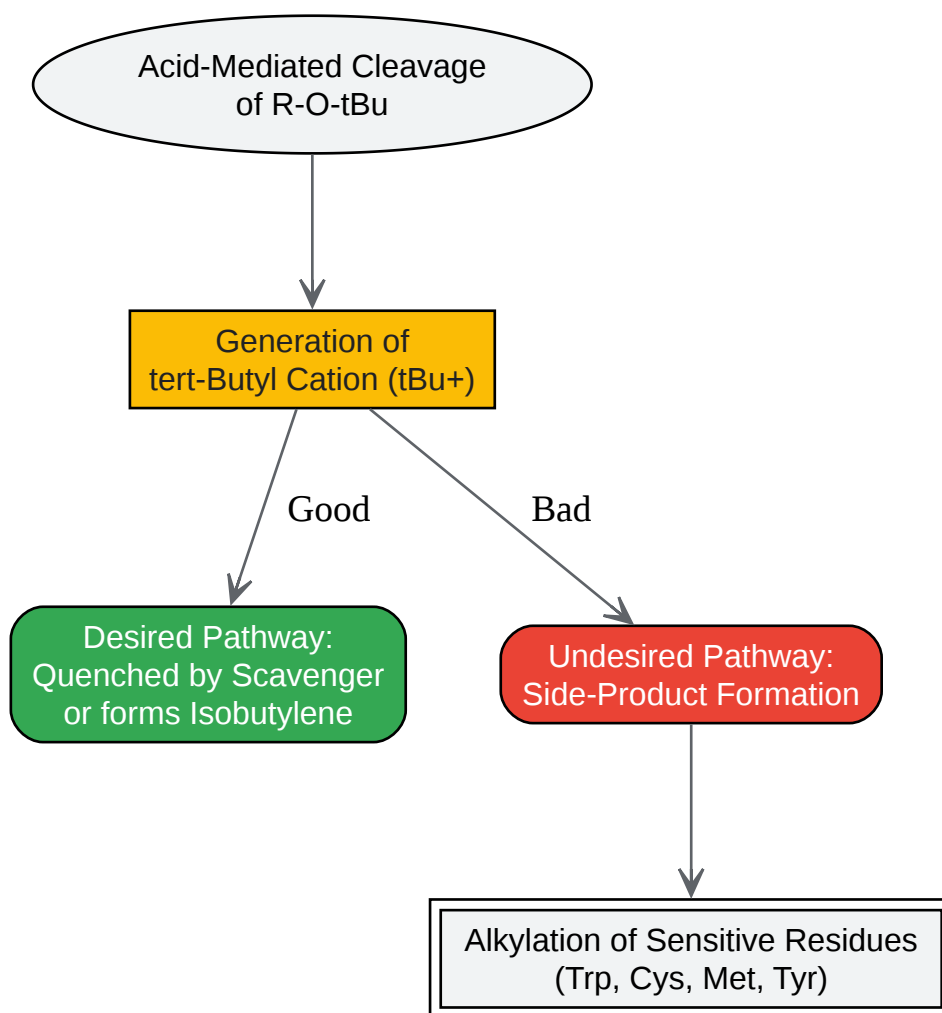 Acid-Mediated Cleavage
of R-O-tBu
Generation of
tert-Butyl Cation (tBu+)
Good
Bad
Desired Pathway:
Quenched by Scavenger
or forms Isobutylene
Undesired Pathway:
Side-Product Formation
Alkylation of Sensitive Residues
(Trp, Cys, Met, Tyr)